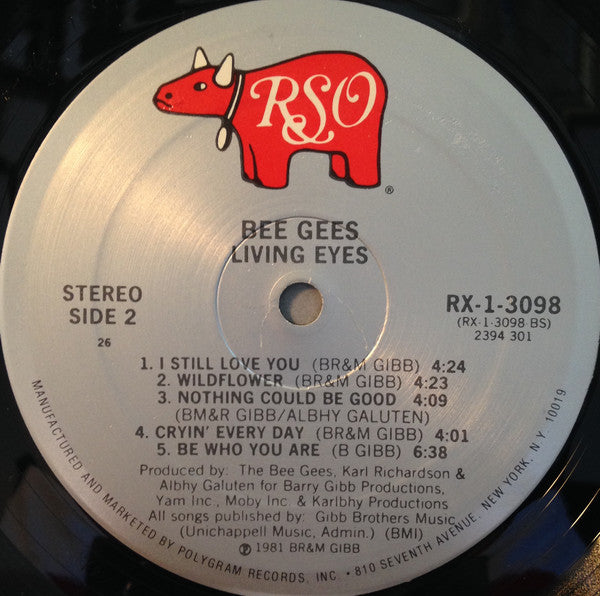 RSO
®
BEE GEES
LIVING EYES
STEREO
SIDE 2
26
RX-1-3098
(RX-1-3098 BS)
2394 301
1. I STILL LOVE YOU (BR&M GIBB) 4:24
2. WILDFLOWER (BR&M GIBB) 4:23
3. NOTHING COULD BE GOOD 4:09
(BM&R GIBB/ALBHY GALUTEN)
4. CRYIN' EVERY DAY (BR&M GIBB) 4:01
5. BE WHO YOU ARE (B GIBB) 6:38
Produced by: The Bee Gees, Karl Richardson &
Albhy Galuten for Barry Gibb Productions,
Yam Inc., Moby Inc. & Karlbhy Productions
All songs published by: Gibb Brothers Music
(Unichappell Music, Admin.) (BMI)
℗ 1981 BR&M GIBB
MANUFACTURED AND MARKETED BY POLYGRAM RECORDS, INC. • 810 SEVENTH AVENUE, NEW YORK, N.Y. 10019